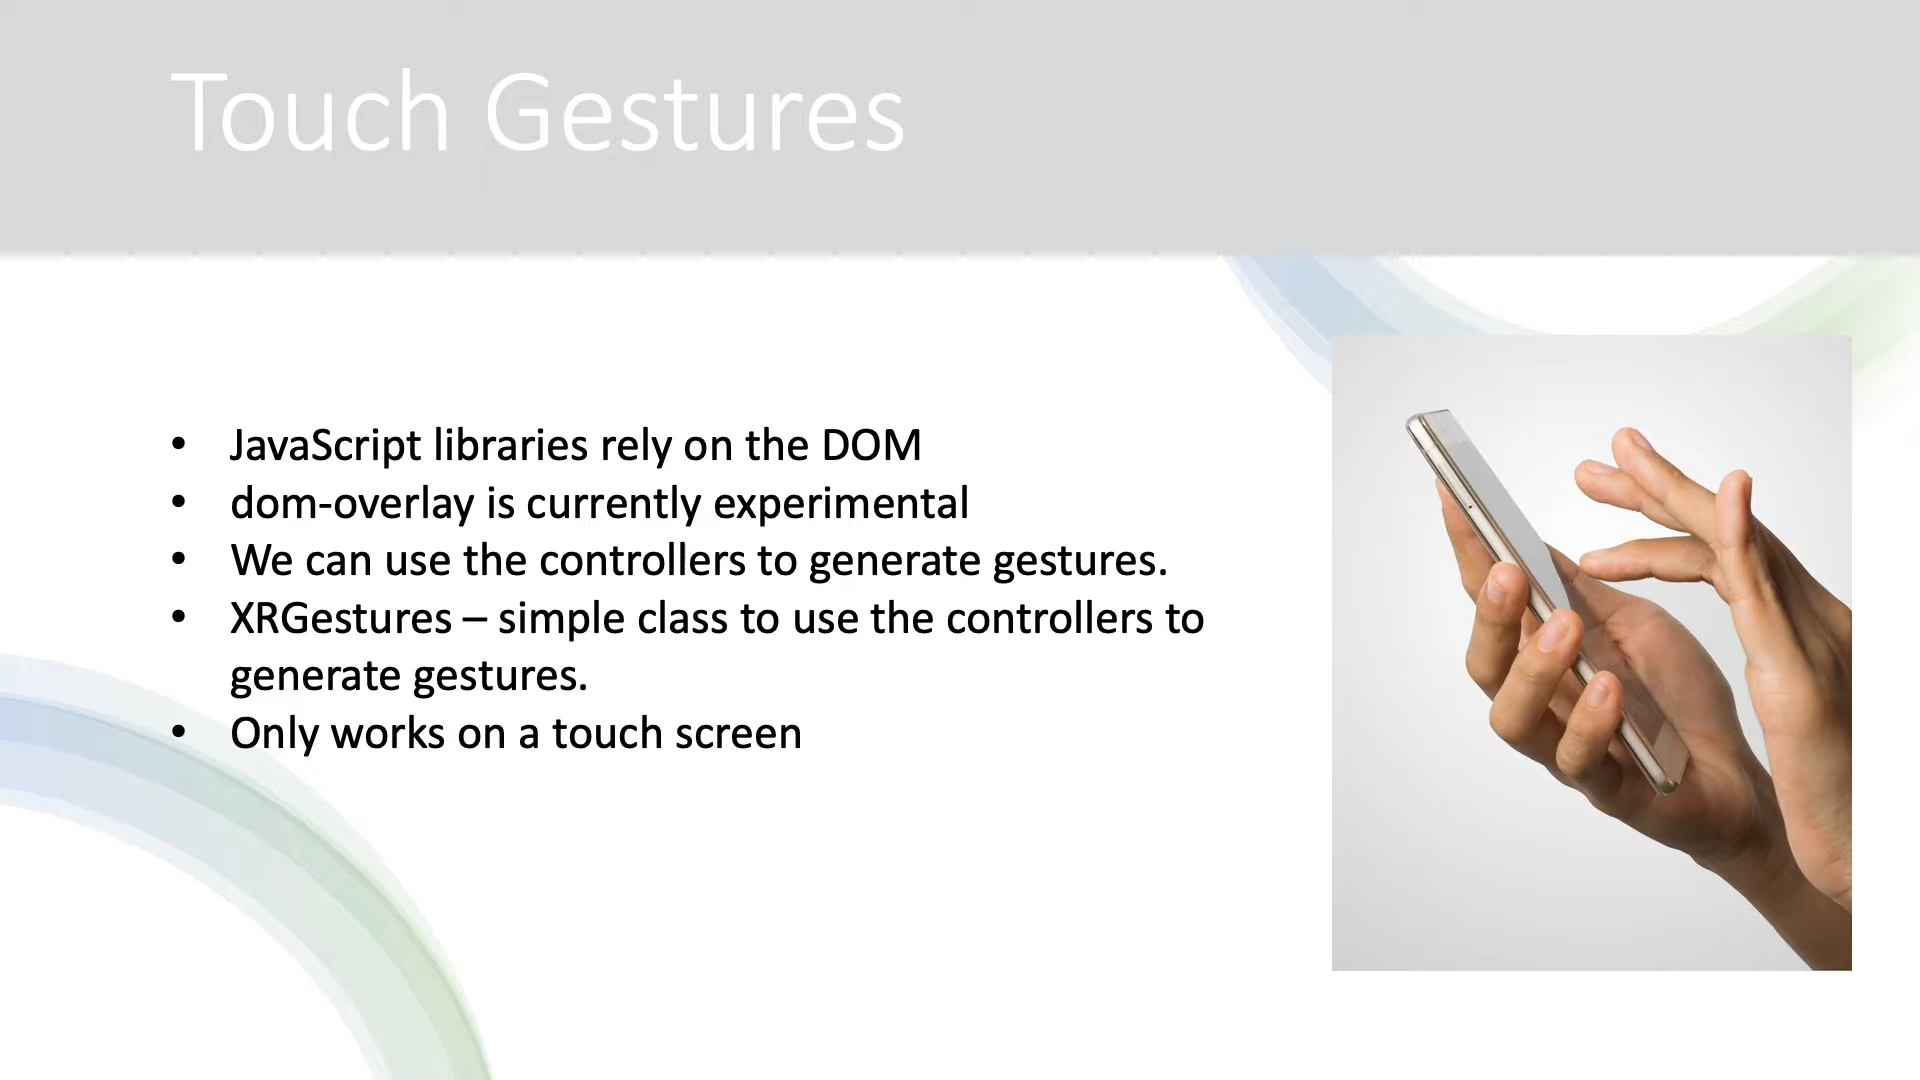 Touch Gestures
• JavaScript libraries rely on the DOM
• dom-overlay is currently experimental
• We can use the controllers to generate gestures.
• XRGestures – simple class to use the controllers to
generate gestures.
• Only works on a touch screen